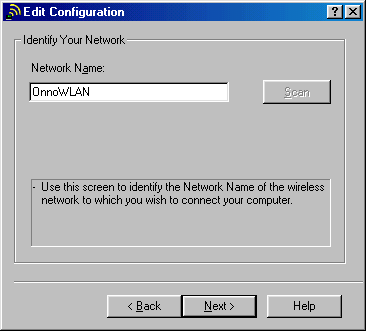 Edit Configuration
Identify Your Network
Network Name:
OnnoWLAN
Scan
- Use this screen to identify the Network Name of the wireless
network to which you wish to connect your computer.
< Back
Next >
Help